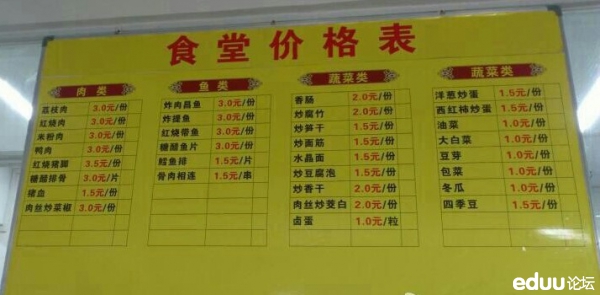 食堂价格表
肉类
荔枝肉 3.0元/份
红烧肉 3.0元/份
米粉肉 3.0元/份
鸭肉 3.0元/份
红烧猪脚 3.5元/份
糖醋排骨 3.0元/片
猪血 1.5元/份
肉丝炒菜椒 3.0元/份
鱼类
炸肉昌鱼 3.0元/份
炸提鱼 3.0元/份
红烧带鱼 3.0元/份
糖醋鱼片 3.0元/份
鳕鱼排 1.5元/片
骨肉相连 1.5元/串
蔬菜类
香肠 2.0元/份
炒腐竹 2.0元/份
炒笋干 1.5元/份
炒面筋 1.5元/份
水晶面 1.5元/份
炒豆腐泡 1.5元/份
炒香干 2.0元/份
肉丝炒茭白 2.0元/份
卤蛋 1.0元/粒
蔬菜类
洋葱炒蛋 1.5元/份
西红柿炒蛋 1.5元/份
油菜 1.0元/份
大白菜 1.0元/份
豆芽 1.0元/份
包菜 1.0元/份
冬瓜 1.0元/份
四季豆 1.5元/份
eduu论坛